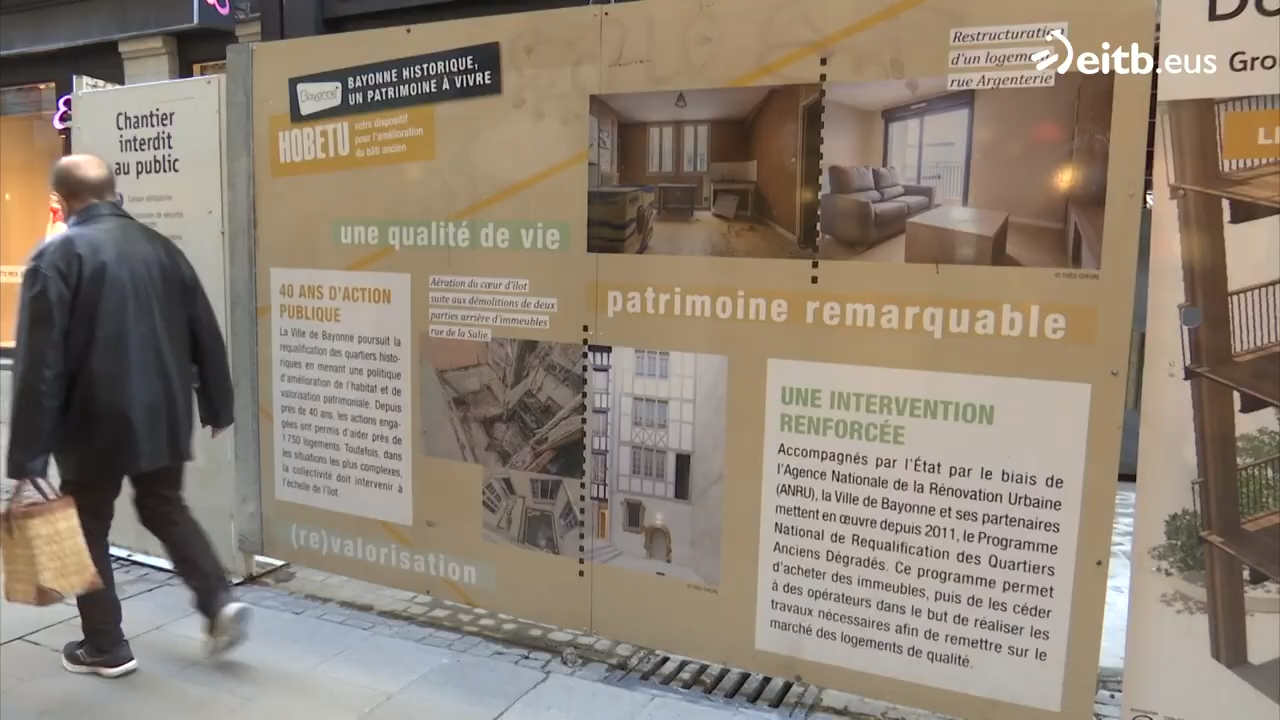 eitb.eus
Chantier
interdit
au public
Bayonne
BAYONNE HISTORIQUE,
UN PATRIMOINE À VIVRE
HOBETU
votre dispositif
pour l'amélioration
du bâti ancien
Restructuration
d'un logement
rue Argenterie
une qualité de vie
40 ANS D'ACTION
PUBLIQUE
La Ville de Bayonne poursuit la
requalification des quartiers histo-
riques en menant une politique
d'amélioration de l'habitat et de
valorisation patrimoniale. Depuis
près de 40 ans, les actions enga-
gées ont permis d'aider près de
1 750 logements. Toutefois, dans
les situations les plus complexes,
la collectivité doit intervenir à
l'échelle de l'îlot.
Aération du cœur d'îlot
suite aux démolitions de deux
parties arrière d'immeubles
rue de la Salie.
patrimoine remarquable
UNE INTERVENTION
RENFORCÉE
Accompagnés par l'État par le biais de
l'Agence Nationale de la Rénovation Urbaine
(ANRU), la Ville de Bayonne et ses partenaires
mettent en œuvre depuis 2011, le Programme
National de Requalification des Quartiers
Anciens Dégradés. Ce programme permet
d'acheter des immeubles, puis de les céder
à des opérateurs dans le but de réaliser les
travaux nécessaires afin de remettre sur le
marché des logements de qualité.
(re)valorisation
Gro